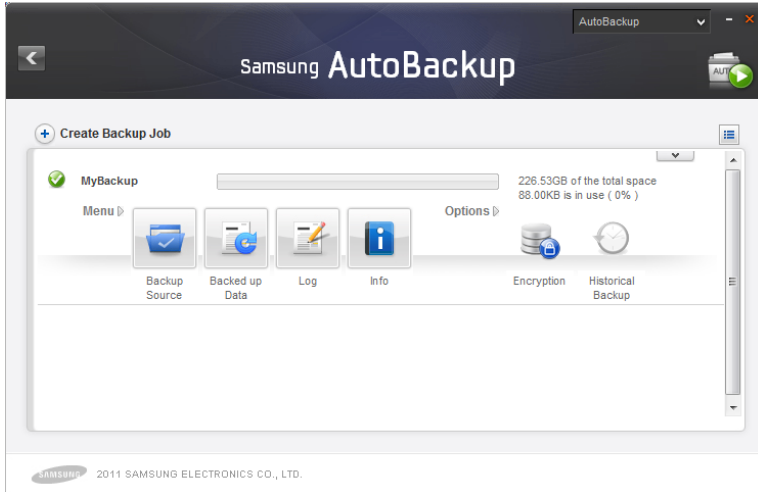 AutoBackup
Samsung AutoBackup
AUT
Create Backup Job
MyBackup
226.53GB of the total space
88.00KB is in use ( 0% )
Menu
Options
Backup Source
Backed up Data
Log
Info
Encryption
Historical Backup
SAMSUNG
2011 SAMSUNG ELECTRONICS CO., LTD.